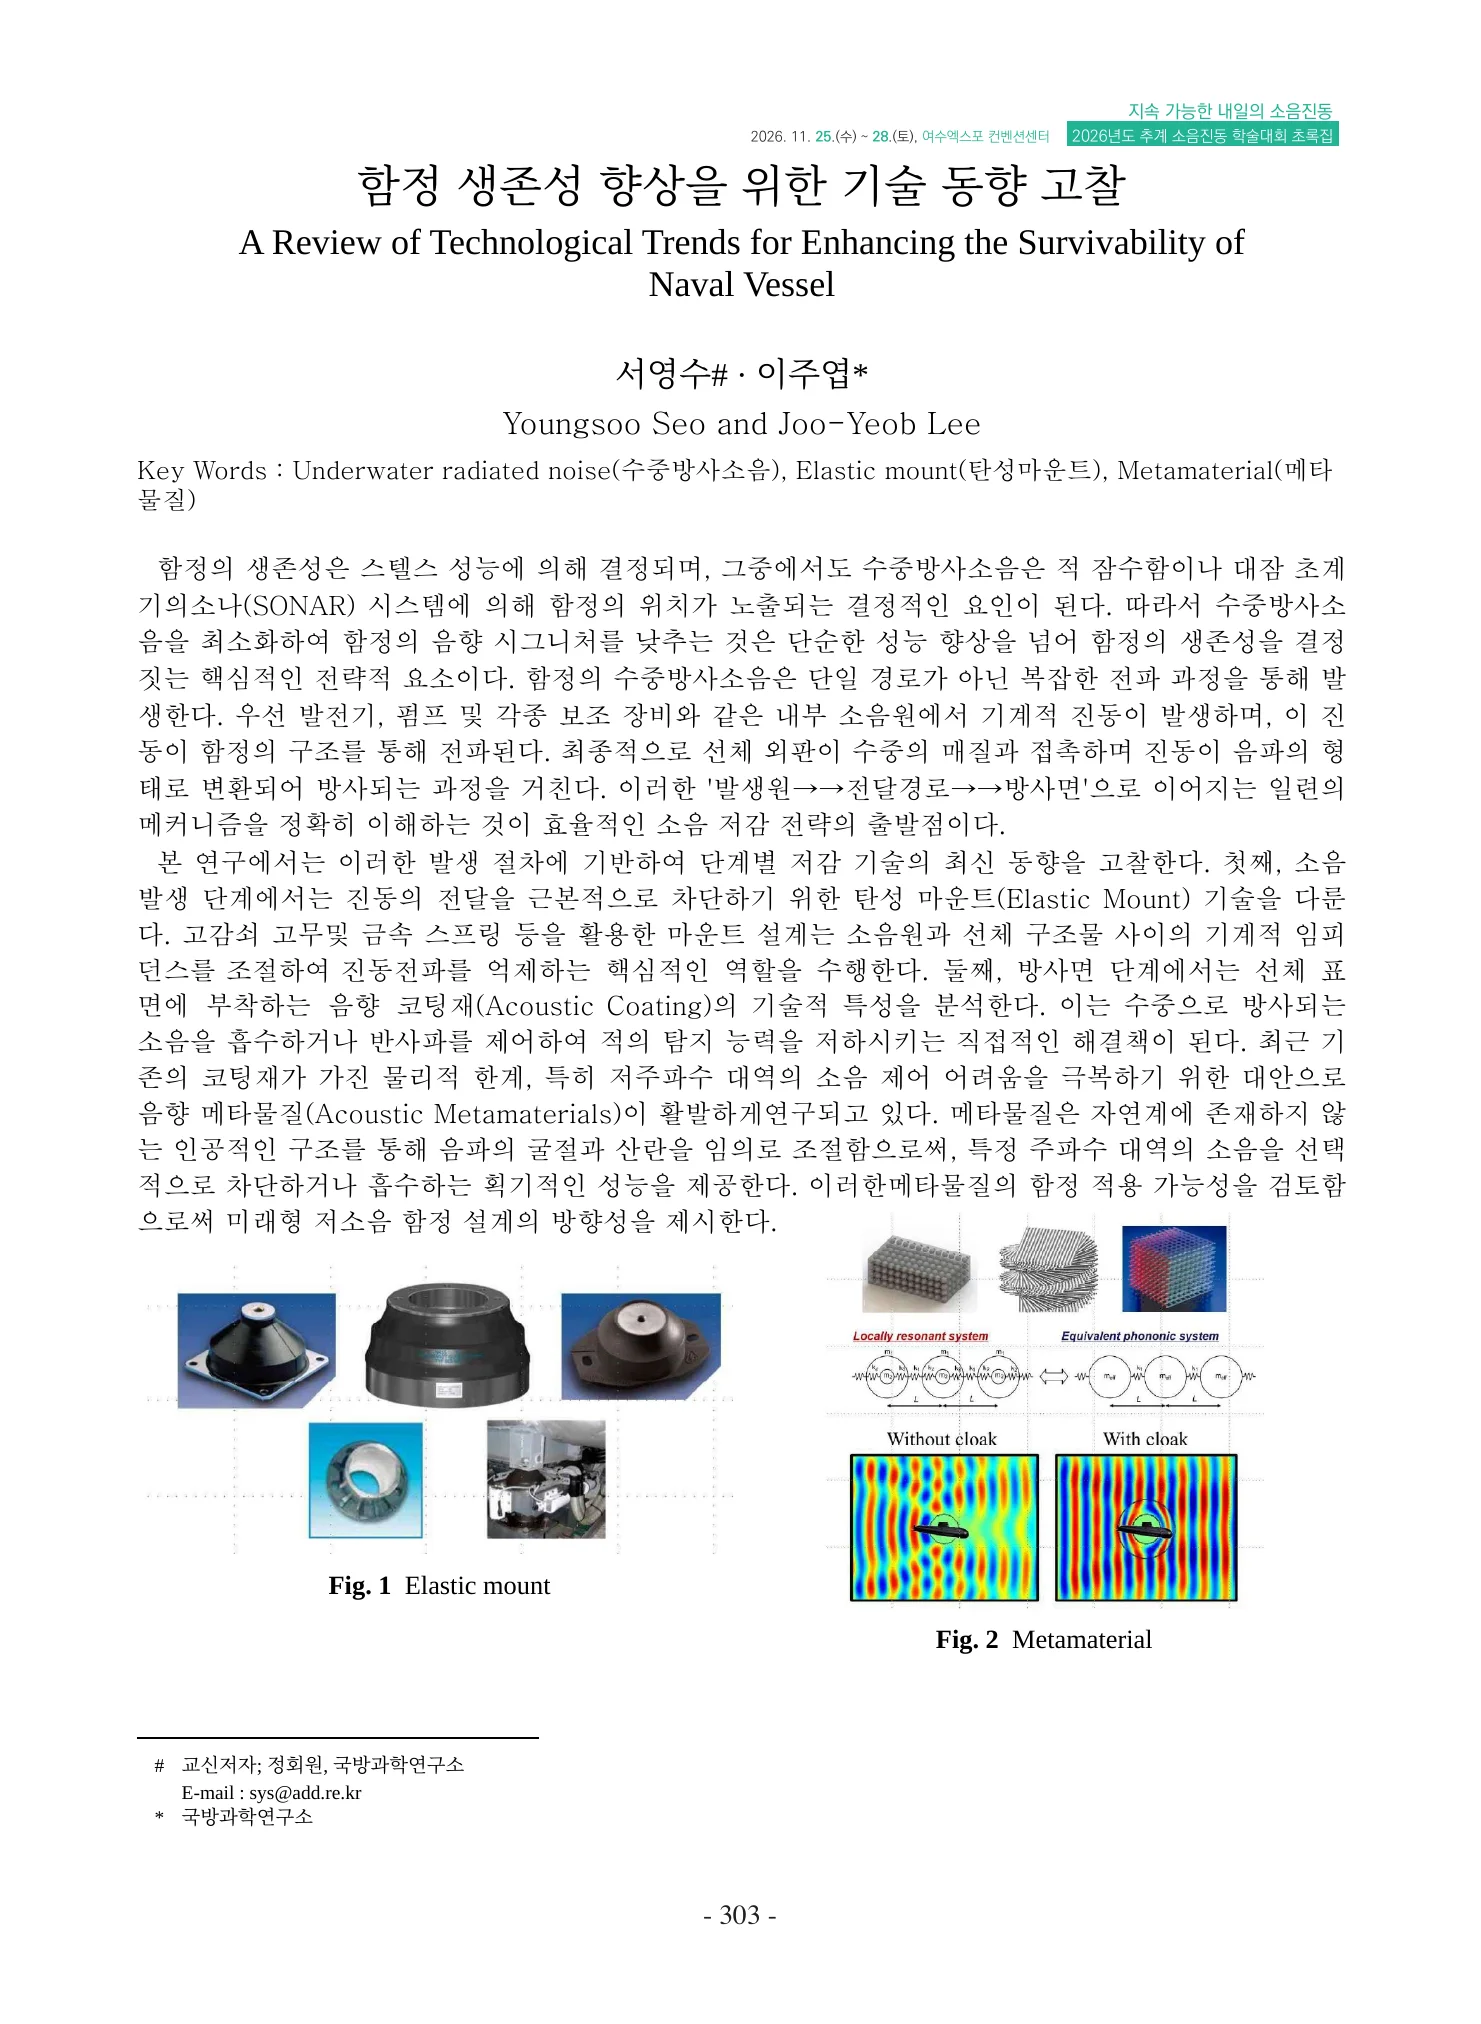 지속 가능한 내일의 소음진동
2026. 11. 25.(수) ~ 28.(토), 여수엑스포 컨벤션센터 2026년도 추계 소음진동 학술대회 초록집
함정 생존성 향상을 위한 기술 동향 고찰
A Review of Technological Trends for Enhancing the Survivability of
Naval Vessel
서영수# · 이주엽*
Youngsoo Seo and Joo-Yeob Lee
Key Words : Underwater radiated noise(수중방사소음), Elastic mount(탄성마운트), Metamaterial(메타
물질)
함정의 생존성은 스텔스 성능에 의해 결정되며, 그중에서도 수중방사소음은 적 잠수함이나 대잠 초계
기의소나(SONAR) 시스템에 의해 함정의 위치가 노출되는 결정적인 요인이 된다. 따라서 수중방사소
음을 최소화하여 함정의 음향 시그니처를 낮추는 것은 단순한 성능 향상을 넘어 함정의 생존성을 결정
짓는 핵심적인 전략적 요소이다. 함정의 수중방사소음은 단일 경로가 아닌 복잡한 전파 과정을 통해 발
생한다. 우선 발전기, 펌프 및 각종 보조 장비와 같은 내부 소음원에서 기계적 진동이 발생하며, 이 진
동이 함정의 구조를 통해 전파된다. 최종적으로 선체 외판이 수중의 매질과 접촉하며 진동이 음파의 형
태로 변환되어 방사되는 과정을 거친다. 이러한 '발생원→→전달경로→→방사면'으로 이어지는 일련의
메커니즘을 정확히 이해하는 것이 효율적인 소음 저감 전략의 출발점이다.
본 연구에서는 이러한 발생 절차에 기반하여 단계별 저감 기술의 최신 동향을 고찰한다. 첫째, 소음
발생 단계에서는 진동의 전달을 근본적으로 차단하기 위한 탄성 마운트(Elastic Mount) 기술을 다룬
다. 고감쇠 고무및 금속 스프링 등을 활용한 마운트 설계는 소음원과 선체 구조물 사이의 기계적 임피
던스를 조절하여 진동전파를 억제하는 핵심적인 역할을 수행한다. 둘째, 방사면 단계에서는 선체 표
면에 부착하는 음향 코팅재(Acoustic Coating)의 기술적 특성을 분석한다. 이는 수중으로 방사되는
소음을 흡수하거나 반사파를 제어하여 적의 탐지 능력을 저하시키는 직접적인 해결책이 된다. 최근 기
존의 코팅재가 가진 물리적 한계, 특히 저주파수 대역의 소음 제어 어려움을 극복하기 위한 대안으로
음향 메타물질(Acoustic Metamaterials)이 활발하게연구되고 있다. 메타물질은 자연계에 존재하지 않
는 인공적인 구조를 통해 음파의 굴절과 산란을 임의로 조절함으로써, 특정 주파수 대역의 소음을 선택
적으로 차단하거나 흡수하는 획기적인 성능을 제공한다. 이러한메타물질의 함정 적용 가능성을 검토함
으로써 미래형 저소음 함정 설계의 방향성을 제시한다.
Locally resonant system Equivalent phononic system
L L L L
Without cloak With cloak
Fig. 1 Elastic mount
Fig. 2 Metamaterial
# 교신저자; 정회원, 국방과학연구소
E-mail : sys@add.re.kr
* 국방과학연구소
- 303 -